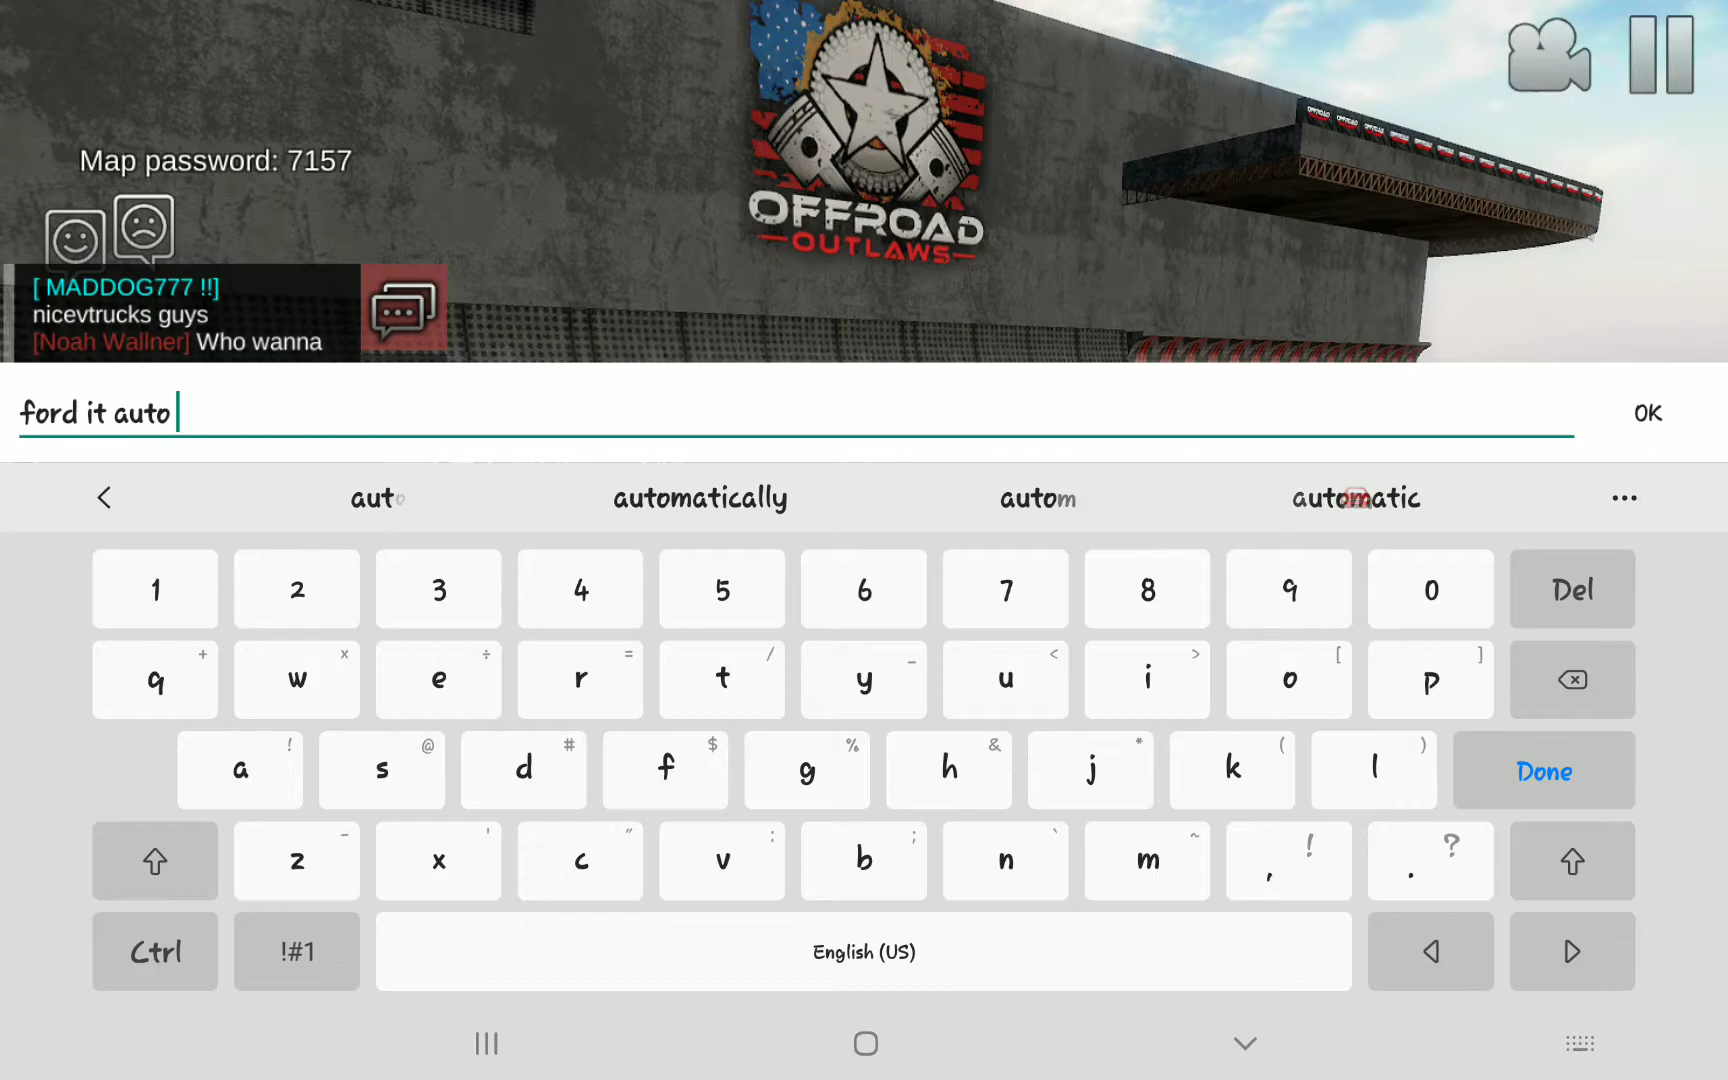 OFFROAD
OUTLAWS
Map password: 7157
[ MADDOG777 !!]
nicevtrucks guys
[Noah Wallner] Who wanna
ford it auto
OK
auto automatically autom automatic
1 2 3 4 5 6 7 8 9 0 Del
+ × ÷ = / _ < > [ ]
q w e r t y u i o p
! @ # $ % & * ( )
a s d f g h j k l Done
- ' " : ; ` ~ ! ?
z x c v b n m , .
Ctrl !#1 English (US)